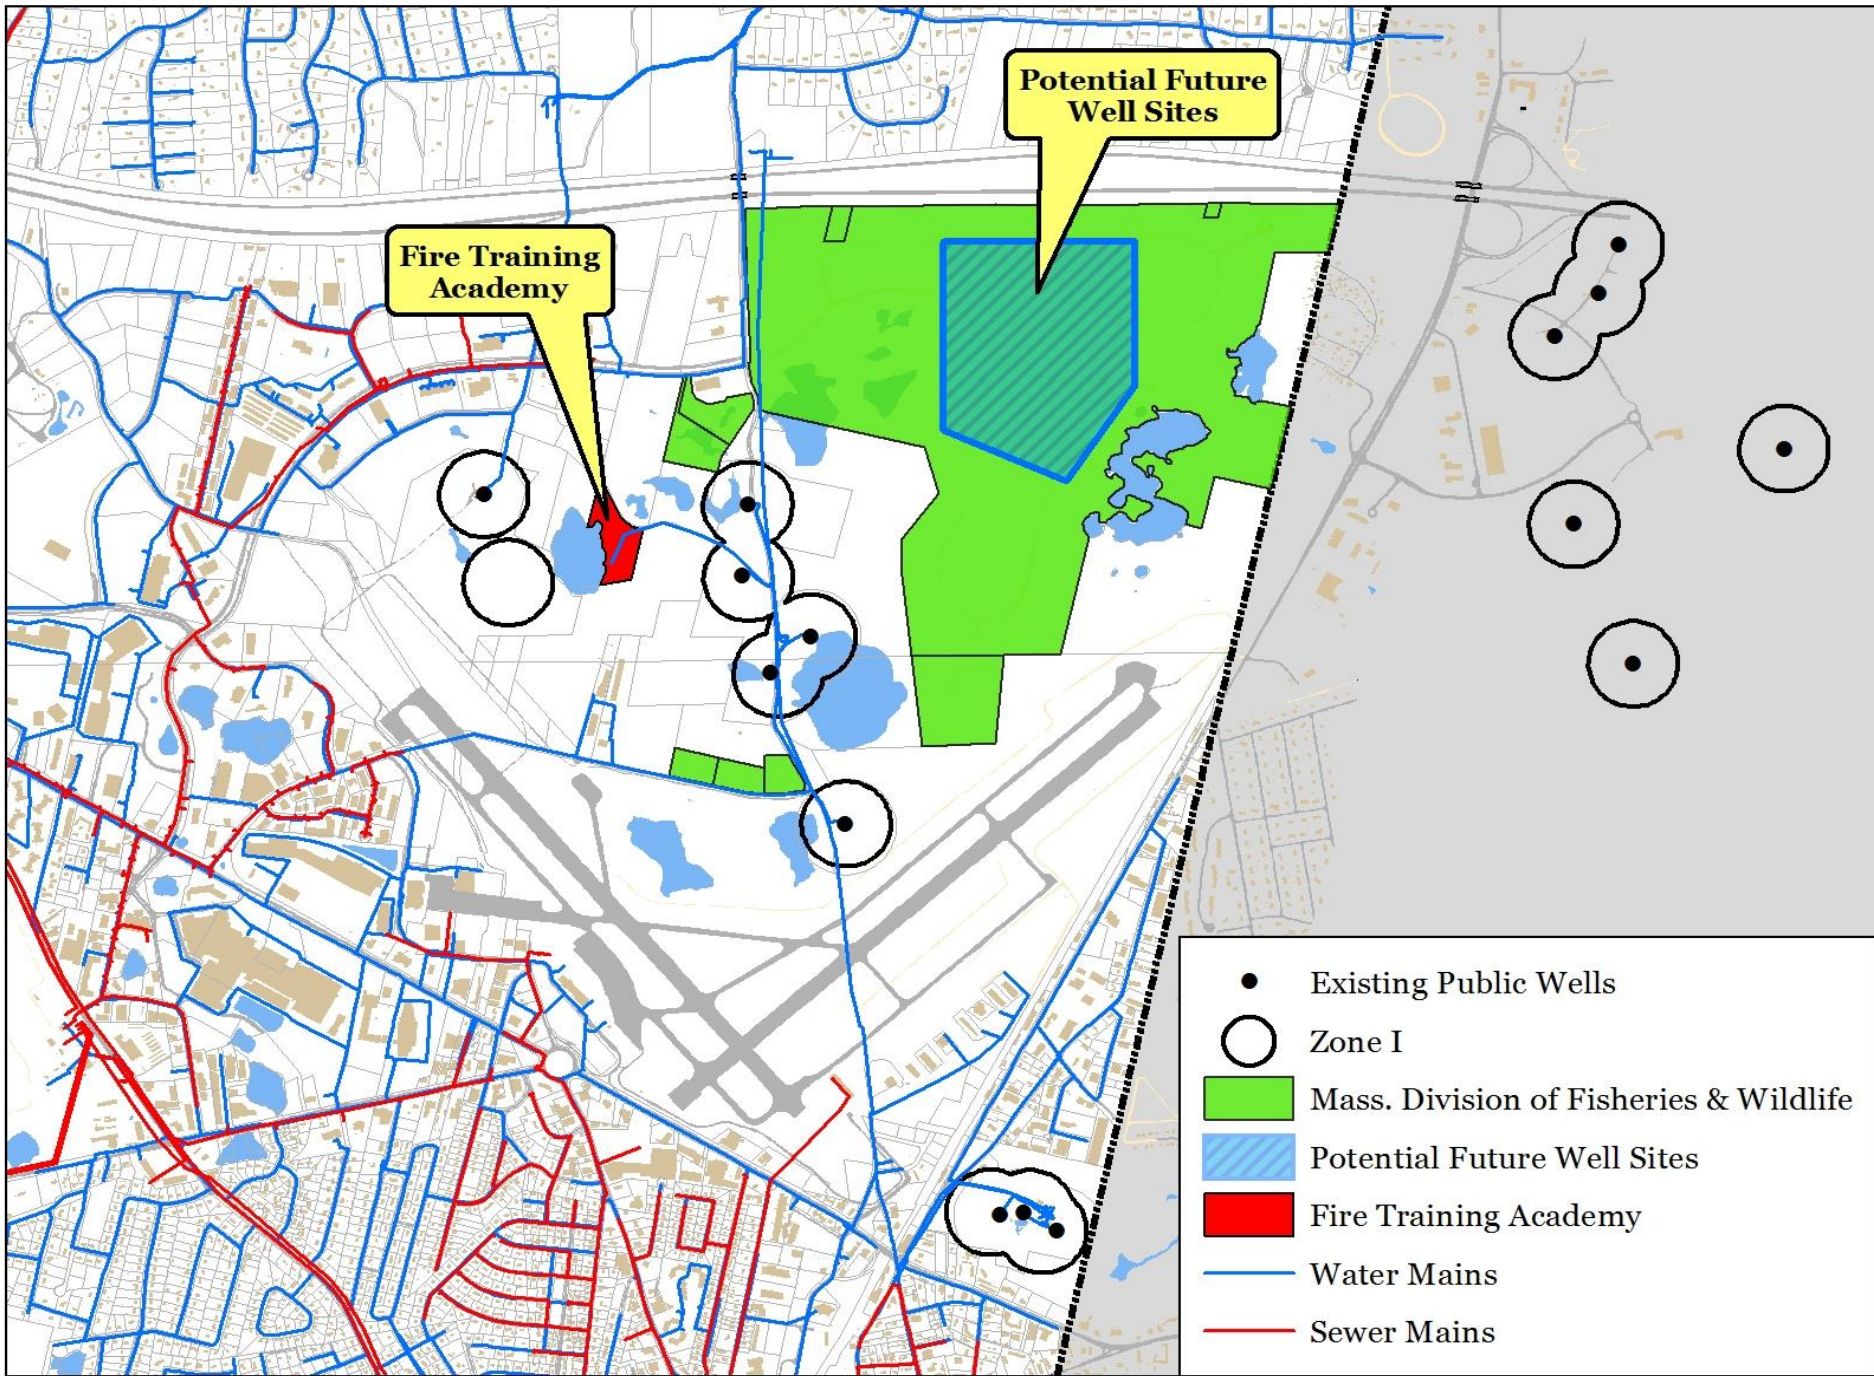 Potential Future
Well Sites
Fire Training
Academy
Existing Public Wells
Zone I
Mass. Division of Fisheries & Wildlife
Potential Future Well Sites
Fire Training Academy
Water Mains
Sewer Mains